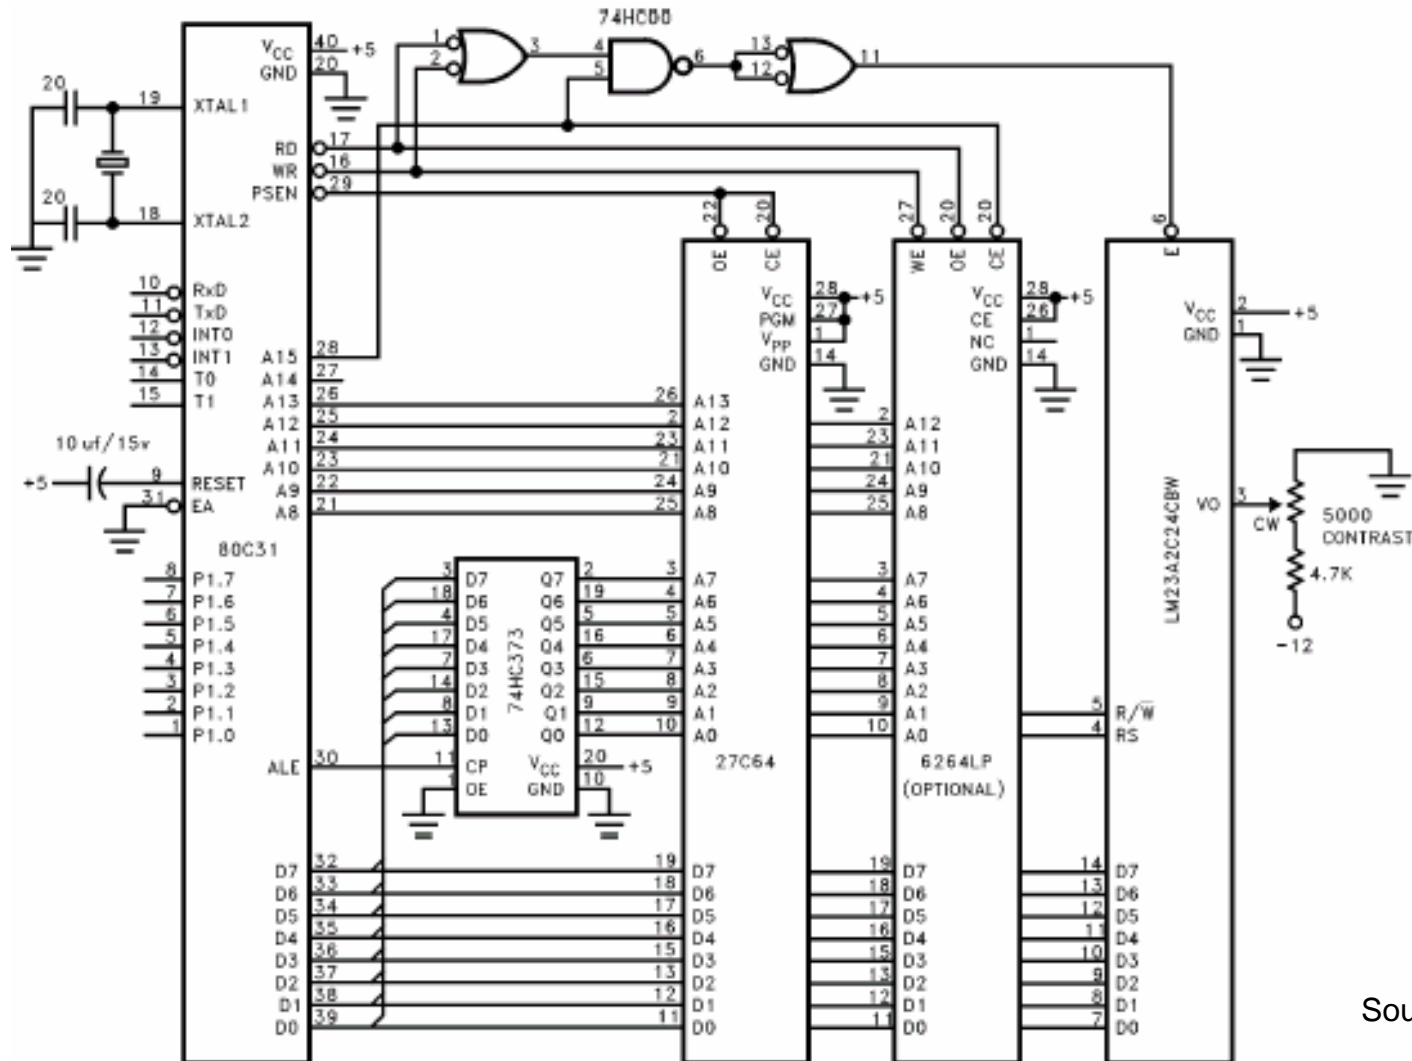 74HC00
1
2
3
4
5
6
13
12
11
VCC 40 +5
GND 20
20
19 XTAL1
20
18 XTAL2
RD 17
WR 16
PSEN 29
10 RxD
11 TxD
12 INT0
13 INT1
14 T0
15 T1
A15 28
A14 27
A13 26
A12 25
A11 24
A10 23
A9 22
A8 21
10 uf/15v
+5
9 RESET
31 EA
80C31
8 P1.7
7 P1.6
6 P1.5
5 P1.4
4 P1.3
3 P1.2
2 P1.1
1 P1.0
ALE 30
D7 32
D6 33
D5 34
D4 35
D3 36
D2 37
D1 38
D0 39
3 D7 Q7 2
18 D6 Q6 19
4 D5 Q5 5
17 D4 Q4 16
7 D3 Q3 6
14 D2 Q2 15
8 D1 Q1 9
13 D0 Q0 12
11 CP VCC 20 +5
1 OE GND 10
74HC373
22 20
OE CE
VCC 28 +5
PGM 27
VPP 1
GND 14
26 A13
2 A12
23 A11
21 A10
24 A9
25 A8
3 A7
4 A6
5 A5
6 A4
7 A3
8 A2
9 A1
10 A0
27C64
19 D7
18 D6
17 D5
16 D4
15 D3
13 D2
12 D1
11 D0
27 20 20
WE OE CE
VCC 28 +5
CE 26
NC 1
GND 14
2 A12
23 A11
21 A10
24 A9
25 A8
3 A7
4 A6
5 A5
6 A4
7 A3
8 A2
9 A1
10 A0
6264LP
(OPTIONAL)
19 D7
18 D6
17 D5
16 D4
15 D3
13 D2
12 D1
11 D0
6
E
VCC 2 +5
GND 1
LM23A2C24CBW
VO 3
CW
5000
CONTRAST
4.7K
-12
5 R/W̅
4 RS
14 D7
13 D6
12 D5
11 D4
10 D3
9 D2
8 D1
7 D0
Sou